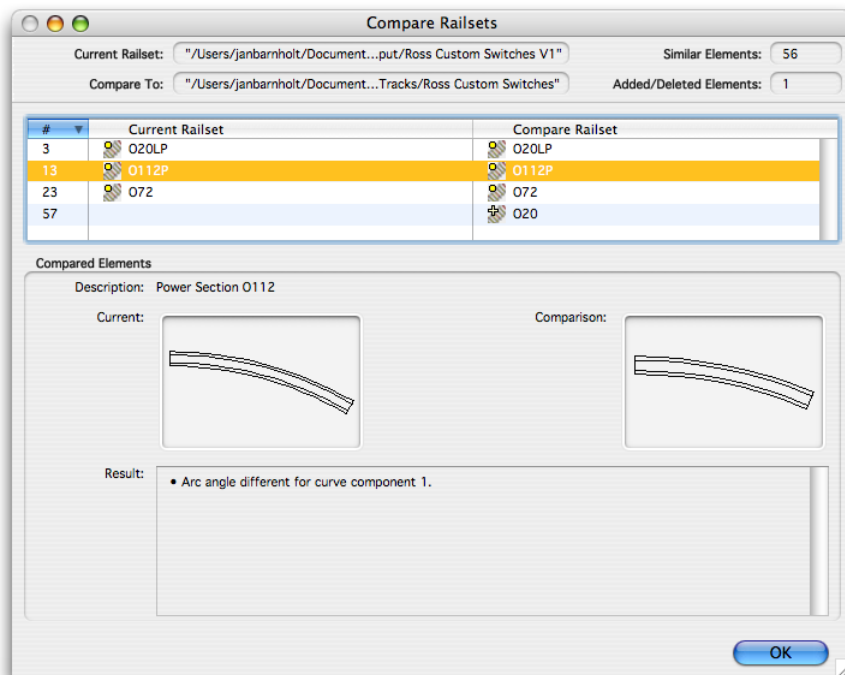 Compare Railsets
Current Railset: "/Users/janbarnholt/Document...put/Ross Custom Switches V1" Similar Elements: 56
Compare To: "/Users/janbarnholt/Document...Tracks/Ross Custom Switches" Added/Deleted Elements: 1
# Current Railset Compare Railset
3 O20LP O20LP
13 O112P O112P
23 O72 O72
57 O20
Compared Elements
Description: Power Section O112
Current: Comparison:
Result: • Arc angle different for curve component 1.
OK